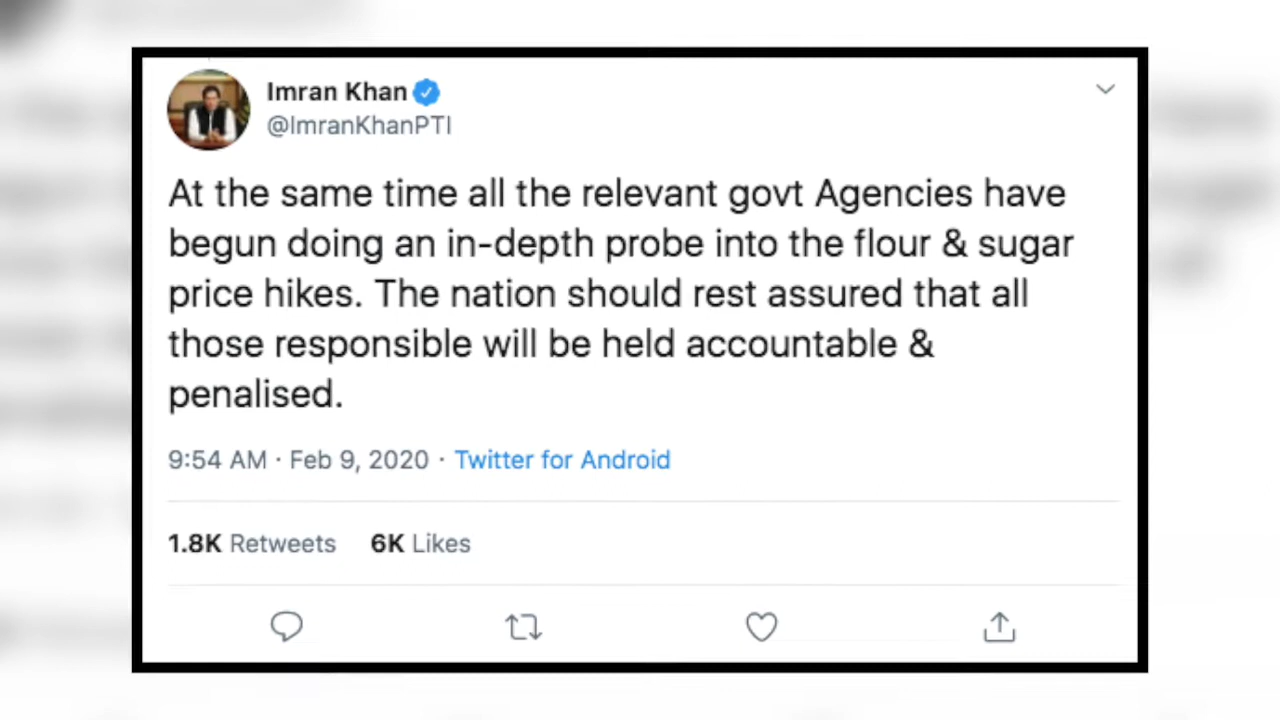 Imran Khan
@ImranKhanPTI
At the same time all the relevant govt Agencies have
begun doing an in-depth probe into the flour & sugar
price hikes. The nation should rest assured that all
those responsible will be held accountable &
penalised.
9:54 AM · Feb 9, 2020 · Twitter for Android
1.8K Retweets 6K Likes